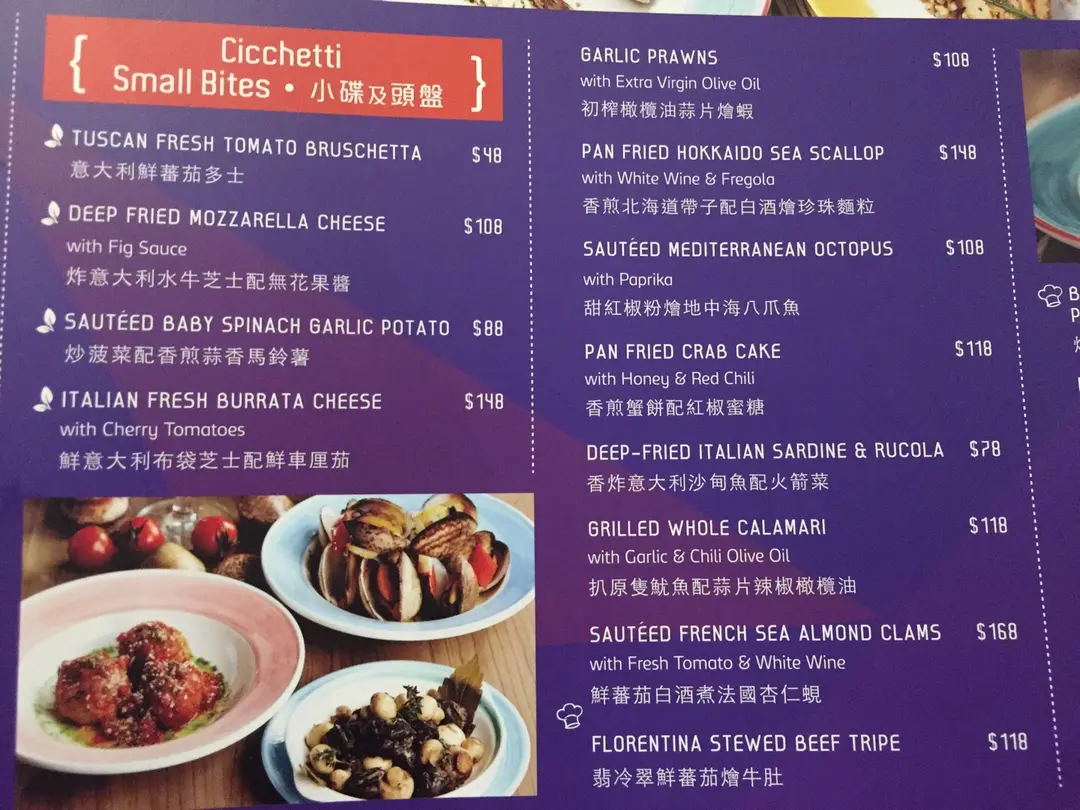 Cicchetti
Small Bites • 小碟及頭盤
TUSCAN FRESH TOMATO BRUSCHETTA $48
意大利鮮蕃茄多士
DEEP FRIED MOZZARELLA CHEESE $108
with Fig Sauce
炸意大利水牛芝士配無花果醬
SAUTÉED BABY SPINACH GARLIC POTATO $88
炒菠菜配香煎蒜香馬鈴薯
ITALIAN FRESH BURRATA CHEESE $148
with Cherry Tomatoes
鮮意大利布袋芝士配鮮車厘茄
GARLIC PRAWNS $108
with Extra Virgin Olive Oil
初榨橄欖油蒜片燴蝦
PAN FRIED HOKKAIDO SEA SCALLOP $148
with White Wine & Fregola
香煎北海道帶子配白酒燴珍珠麵粒
SAUTÉED MEDITERRANEAN OCTOPUS $108
with Paprika
甜紅椒粉燴地中海八爪魚
PAN FRIED CRAB CAKE $118
with Honey & Red Chili
香煎蟹餅配紅椒蜜糖
DEEP-FRIED ITALIAN SARDINE & RUCOLA $78
香炸意大利沙甸魚配火箭菜
GRILLED WHOLE CALAMARI $118
with Garlic & Chili Olive Oil
扒原隻魷魚配蒜片辣椒橄欖油
SAUTÉED FRENCH SEA ALMOND CLAMS $168
with Fresh Tomato & White Wine
鮮蕃茄白酒煮法國杏仁蜆
FLORENTINA STEWED BEEF TRIPE $118
翡冷翠鮮蕃茄燴牛肚